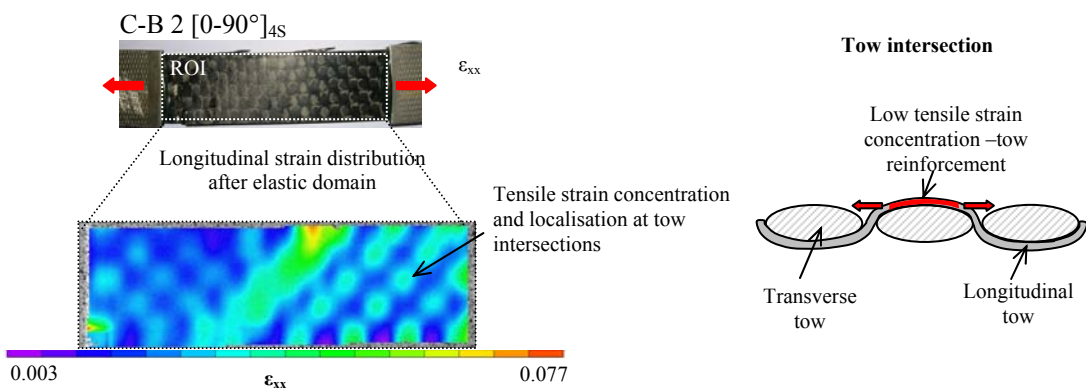 C-B 2 [0-90°]4S
ROI
εxx
Longitudinal strain distribution
after elastic domain
Tensile strain concentration
and localisation at tow
intersections
0.003
εxx
0.077
Tow intersection
Low tensile strain
concentration –tow
reinforcement
Transverse
tow
Longitudinal
tow